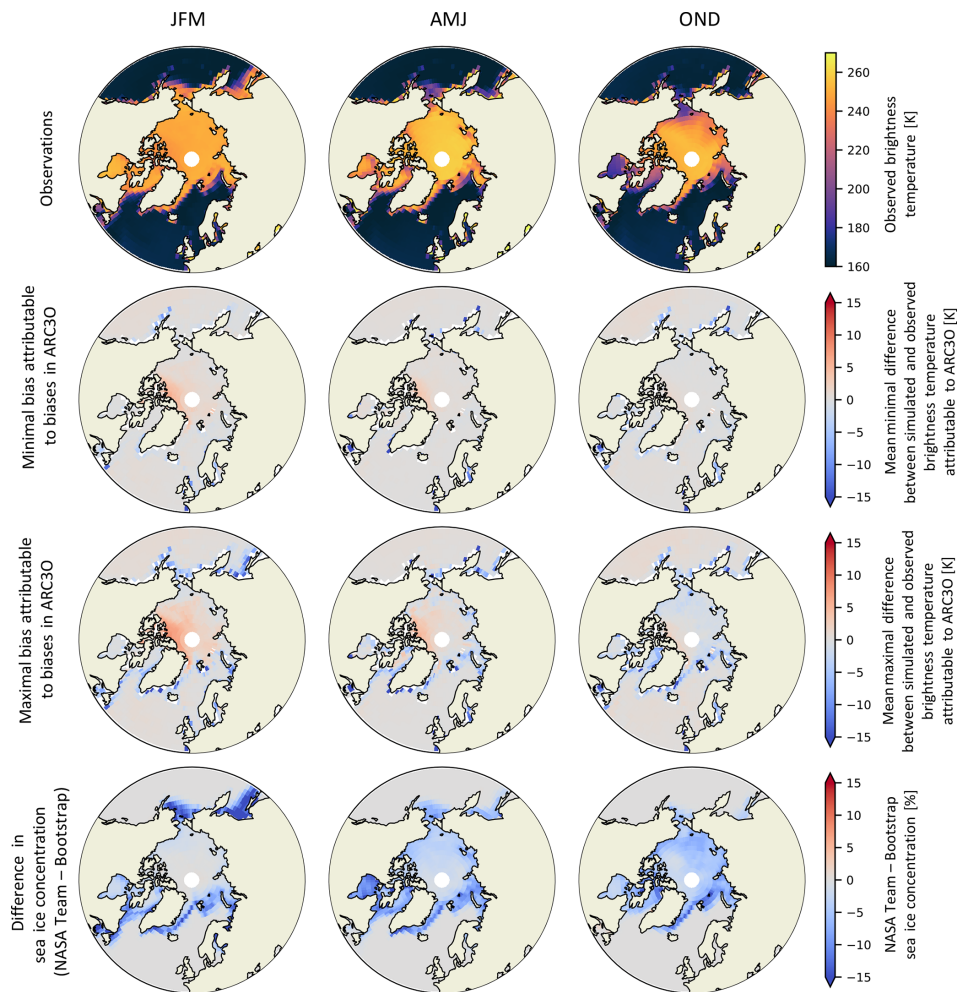 JFM
AMJ
OND
Observations
260
240
220
200
180
160
Observed brightness
temperature [K]
Minimal bias attributable
to biases in ARC3O
15
10
5
0
−5
−10
−15
Mean minimal difference
between simulated and observed
brightness temperature
attributable to ARC3O [K]
Maximal bias attributable
to biases in ARC3O
15
10
5
0
−5
−10
−15
Mean maximal difference
between simulated and observed
brightness temperature
attributable to ARC3O [K]
Difference in
sea ice concentration
(NASA Team – Bootstrap)
15
10
5
0
−5
−10
−15
NASA Team – Bootstrap
sea ice concentration [%]